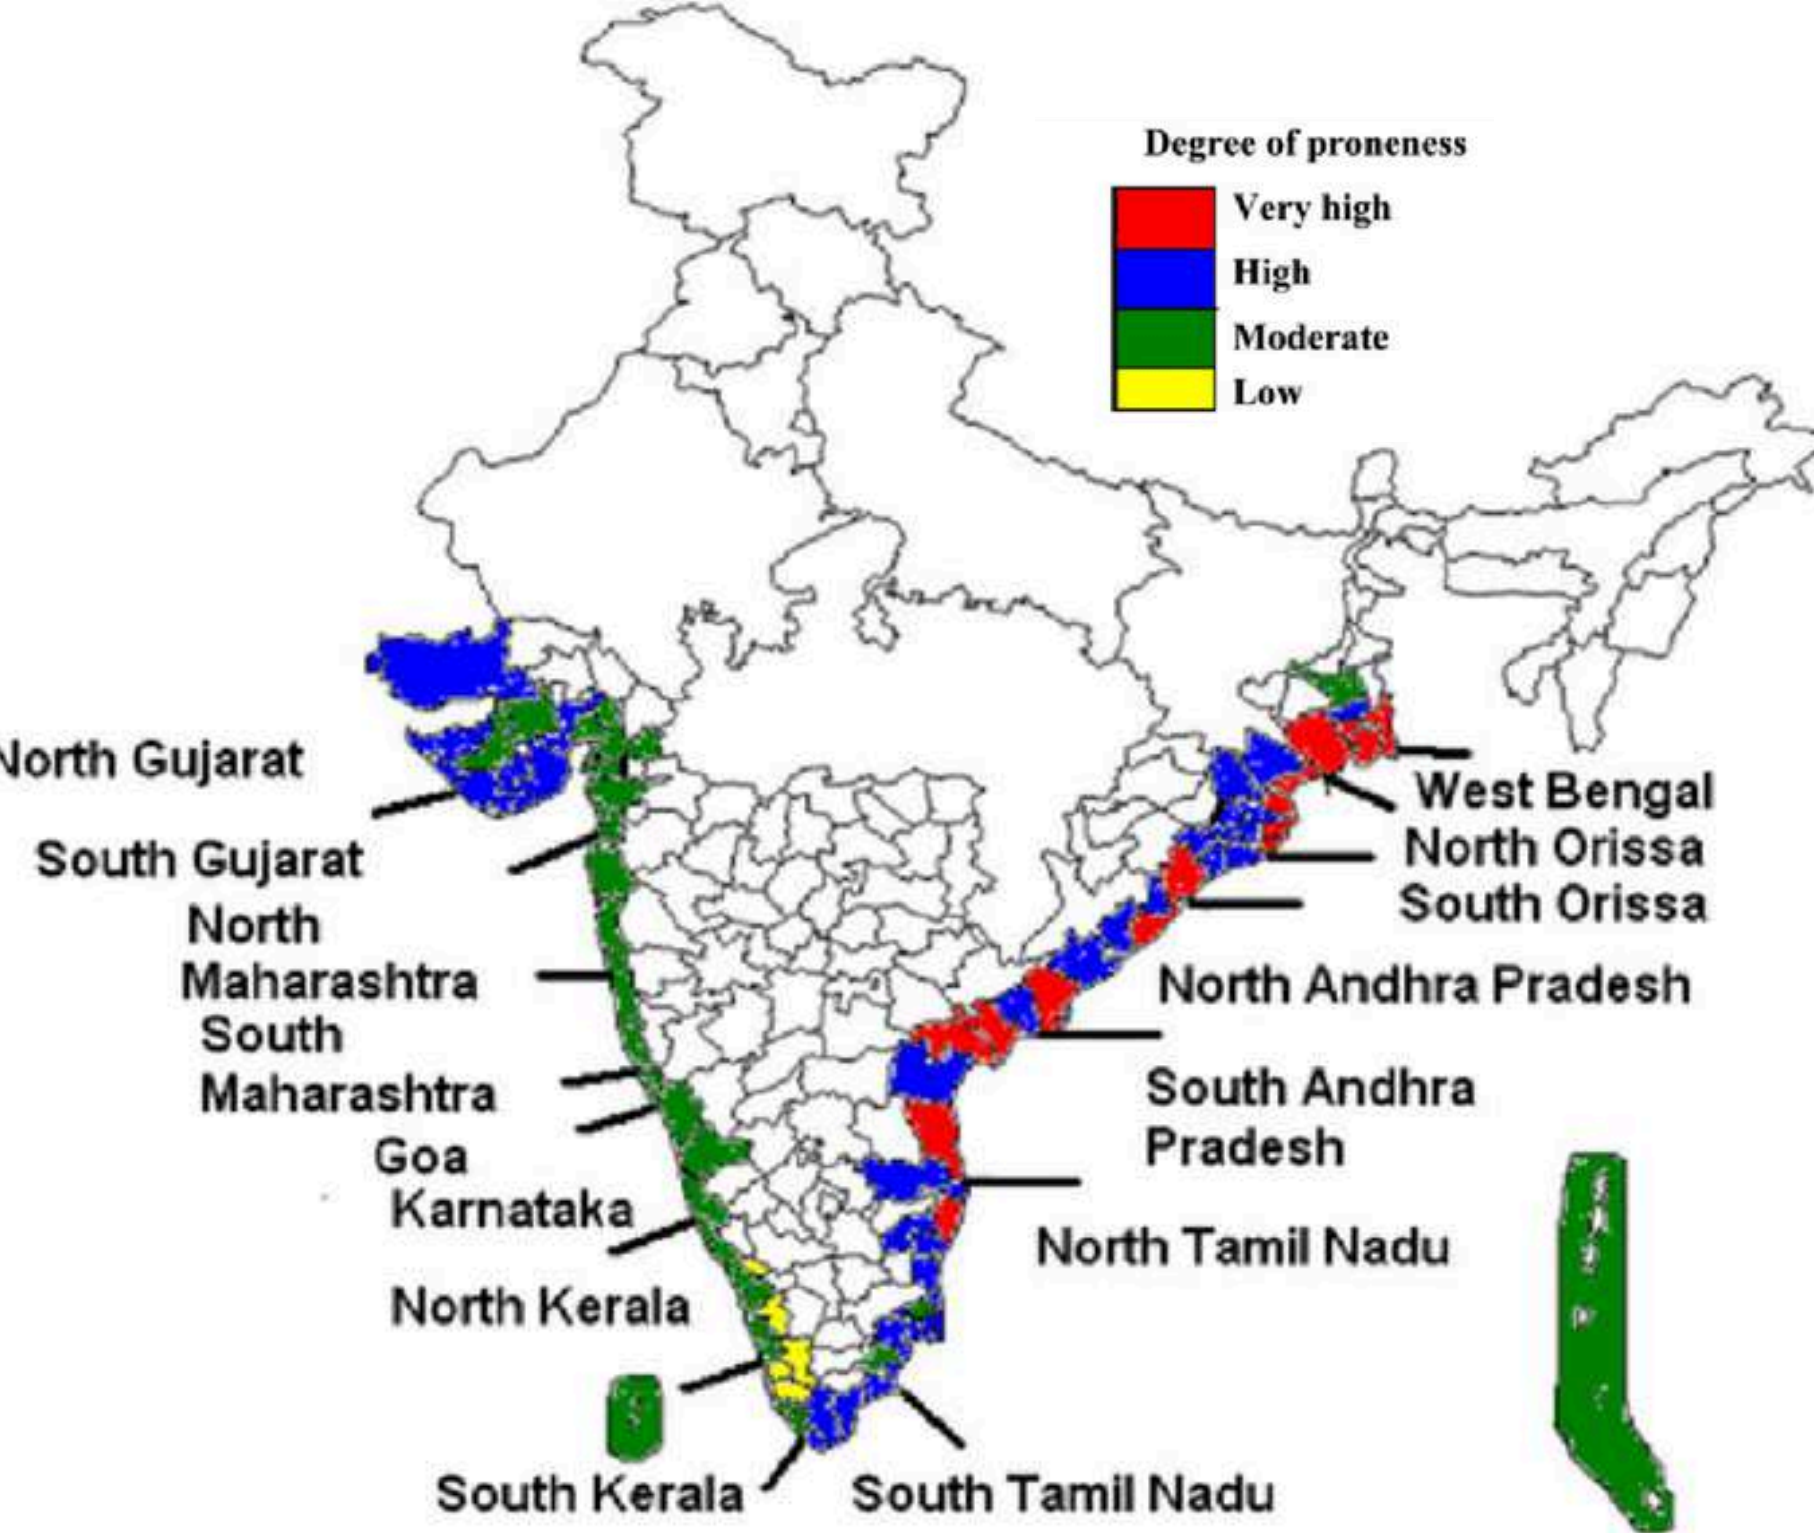 Degree of proneness
Very high
High
Moderate
Low
North Gujarat
South Gujarat
North
Maharashtra
South
Maharashtra
Goa
Karnataka
North Kerala
South Kerala
West Bengal
North Orissa
South Orissa
North Andhra Pradesh
South Andhra
Pradesh
North Tamil Nadu
South Tamil Nadu